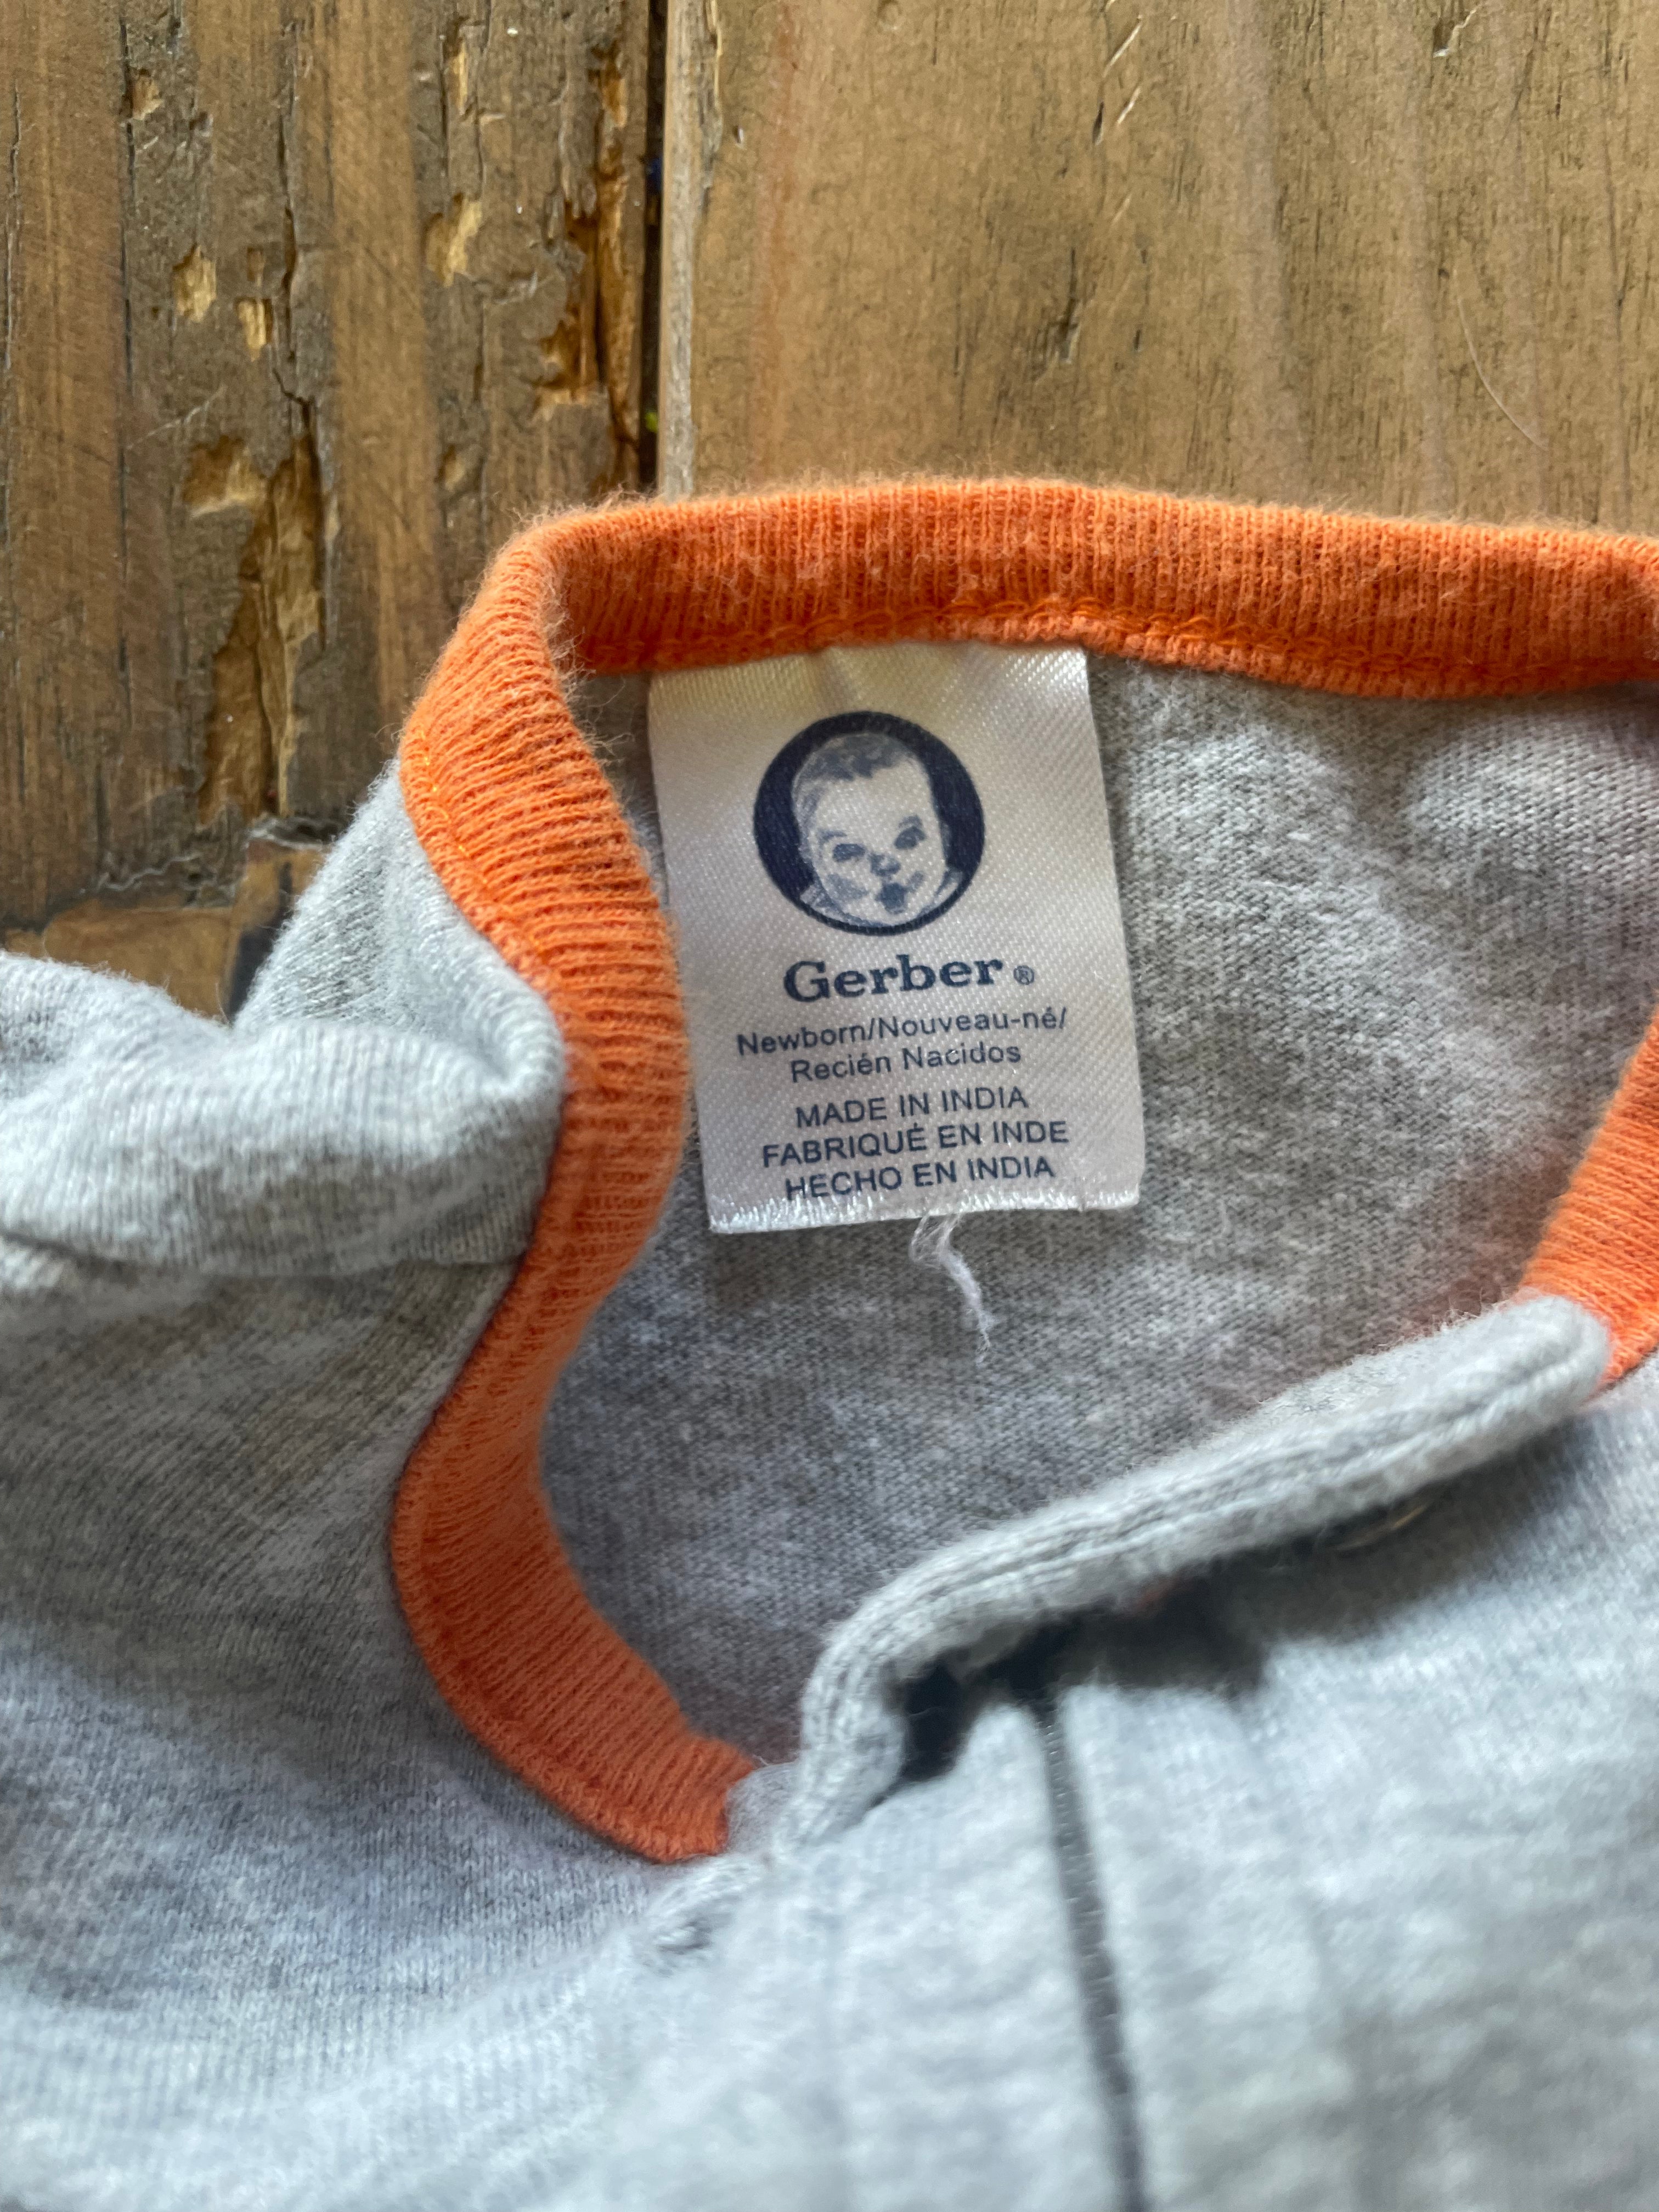 Gerber®
Newborn/Nouveau-né/
Recién Nacidos
MADE IN INDIA
FABRIQUÉ EN INDE
HECHO EN INDIA